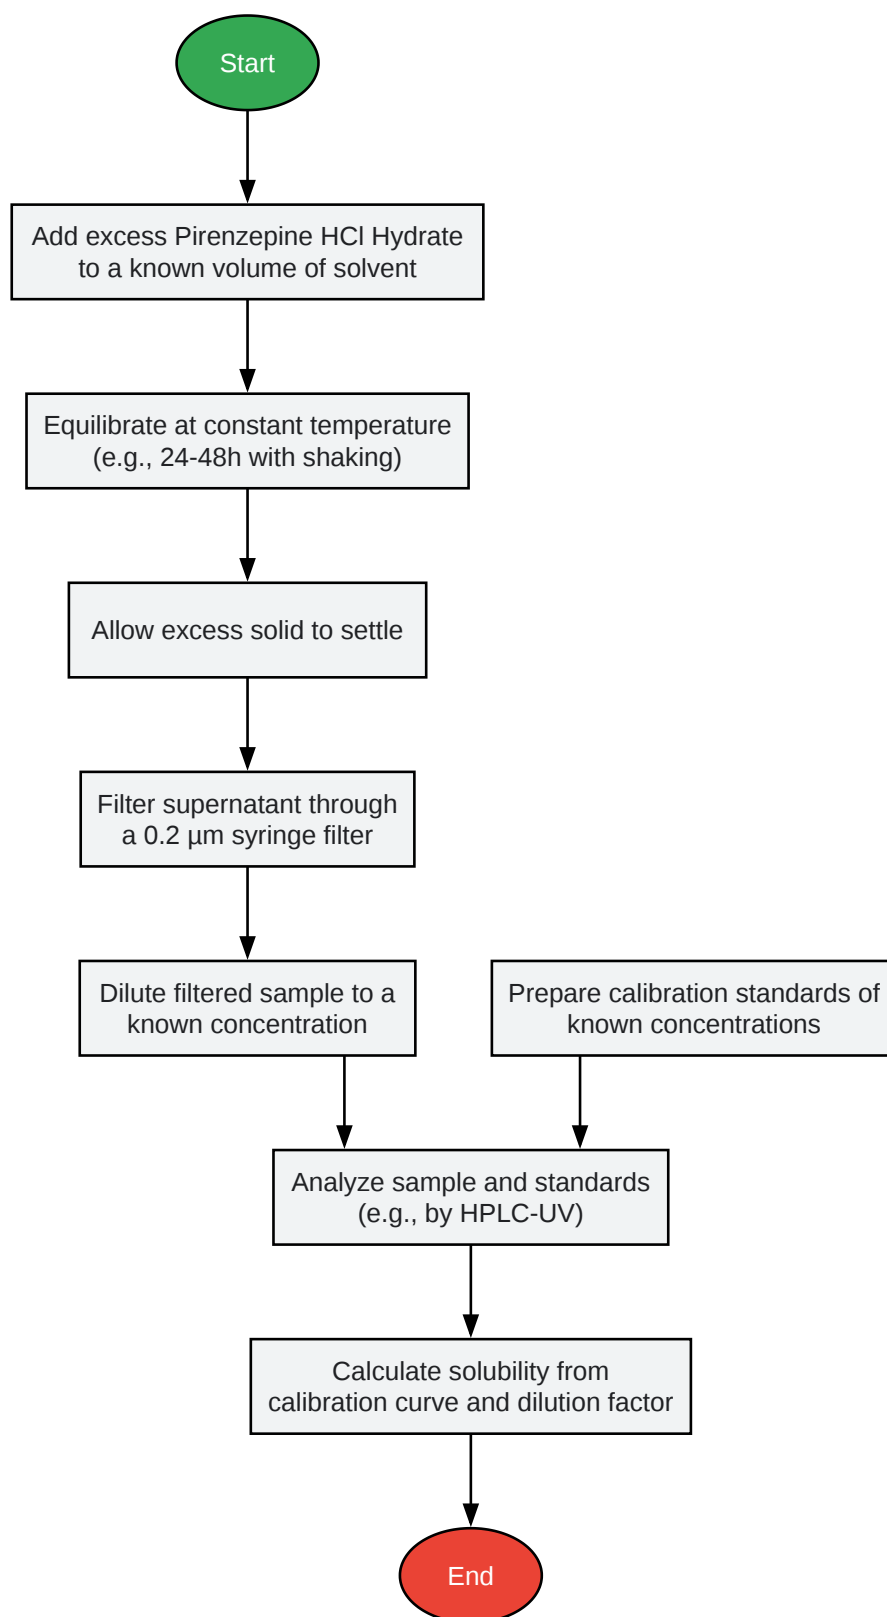 Start
Add excess Pirenzepine HCl Hydrate
to a known volume of solvent
Equilibrate at constant temperature
(e.g., 24-48h with shaking)
Allow excess solid to settle
Filter supernatant through
a 0.2 µm syringe filter
Dilute filtered sample to a
known concentration
Prepare calibration standards of
known concentrations
Analyze sample and standards
(e.g., by HPLC-UV)
Calculate solubility from
calibration curve and dilution factor
End